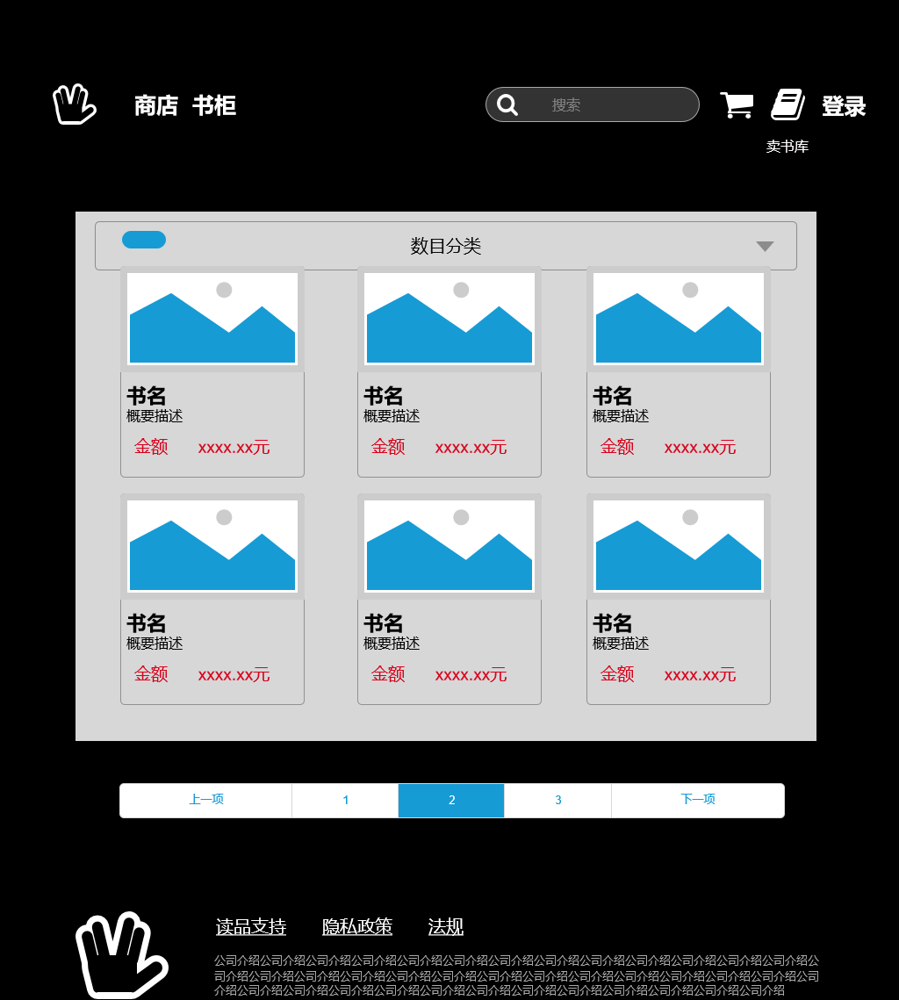 商店 书柜 搜索 登录
卖书库
数目分类
书名 书名 书名
概要描述 概要描述 概要描述
金额 xxxx.xx元 金额 xxxx.xx元 金额 xxxx.xx元
书名 书名 书名
概要描述 概要描述 概要描述
金额 xxxx.xx元 金额 xxxx.xx元 金额 xxxx.xx元
上一项 1 2 3 下一项
读品支持 隐私政策 法规
公司介绍公司介绍公司介绍公司介绍公司介绍公司介绍公司介绍公司介绍公司介绍公司介绍公司介绍公司介绍公司介绍公
司介绍公司介绍公司介绍公司介绍公司介绍公司介绍公司介绍公司介绍公司介绍公司介绍公司介绍公司介绍公司介绍公司
介绍公司介绍公司介绍公司介绍公司介绍公司介绍公司介绍公司介绍公司介绍公司介绍公司介绍公司介绍公司介绍